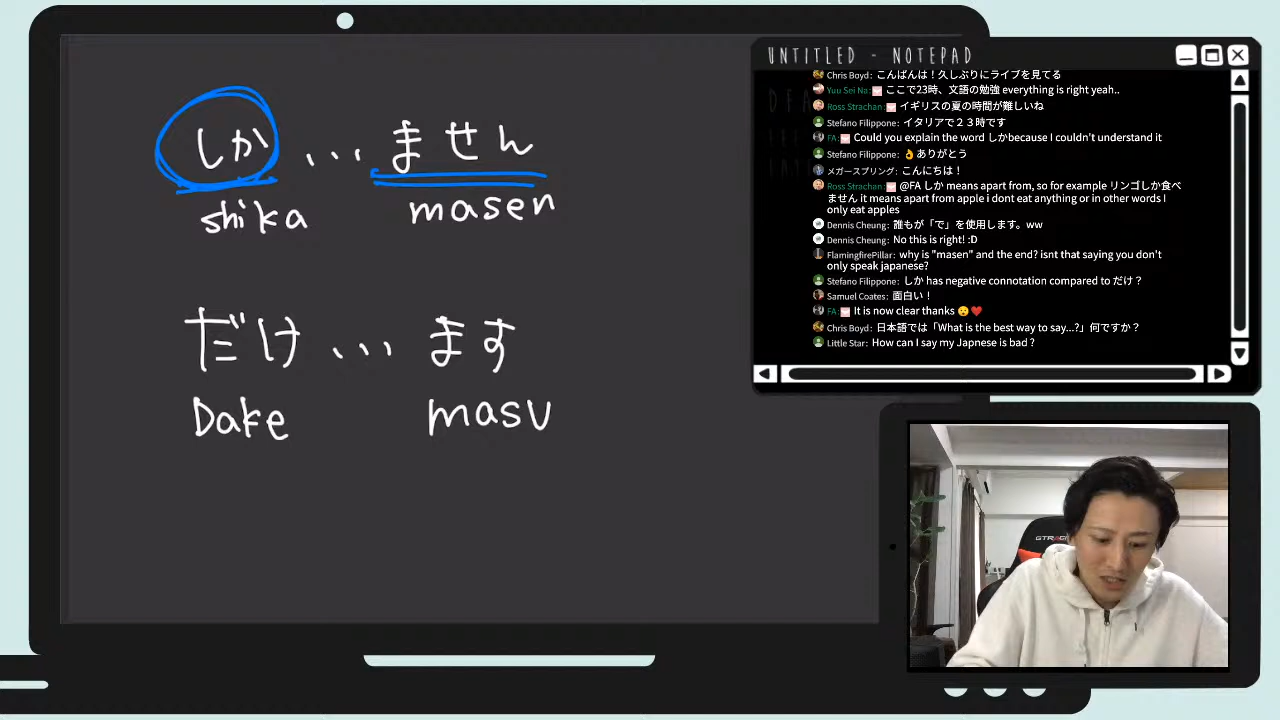 しか ... ません
shika masen
だけ ... ます
Dake masu
UNTITLED - NOTEPAD
Chris Boyd: こんばんは！久しぶりにライブを見てる
Yuu Sei Na: ここで23時、文語の勉強 everything is right yeah..
Ross Strachan: イギリスの夏の時間が難しいね
Stefano Filippone: イタリアで２３時です
FA: Could you explain the word しかbecause I couldn't understand it
Stefano Filippone: 👌ありがとう
メガースプリング: こんにちは！
Ross Strachan: @FA しか means apart from, so for example リンゴしか食べ
ません it means apart from apple i dont eat anything or in other words I
only eat apples
Dennis Cheung: 誰もが「で」を使用します。ww
Dennis Cheung: No this is right! :D
FlamingfirePillar: why is "masen" and the end? isnt that saying you don't
only speak japanese?
Stefano Filippone: しか has negative connotation compared to だけ？
Samuel Coates: 面白い！
FA: It is now clear thanks 😉❤️
Chris Boyd: 日本語では「What is the best way to say...?」何ですか？
Little Star: How can I say my Japnese is bad ?